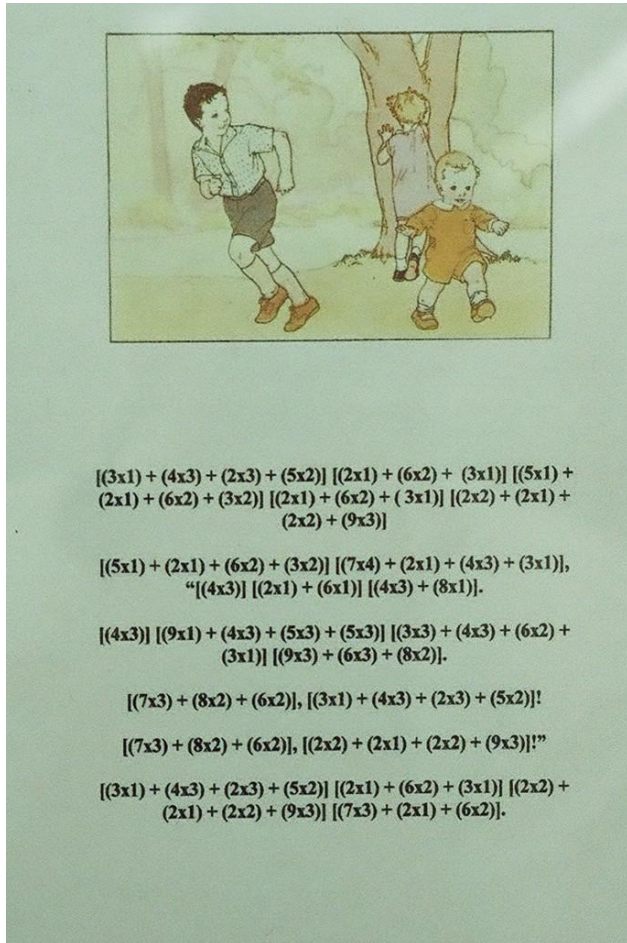 [(3x1) + (4x3) + (2x3) + (5x2)] [(2x1) + (6x2) + (3x1)] [(5x1) +
(2x1) + (6x2) + (3x2)] [(2x1) + (6x2) + ( 3x1)] [(2x2) + (2x1) +
(2x2) + (9x3)]
[(5x1) + (2x1) + (6x2) + (3x2)] [(7x4) + (2x1) + (4x3) + (3x1)],
“[(4x3)] [(2x1) + (6x1)] [(4x3) + (8x1)].
[(4x3)] [(9x1) + (4x3) + (5x3) + (5x3)] [(3x3) + (4x3) + (6x2) +
(3x1)] [(9x3) + (6x3) + (8x2)].
[(7x3) + (8x2) + (6x2)], [(3x1) + (4x3) + (2x3) + (5x2)]!
[(7x3) + (8x2) + (6x2)], [(2x2) + (2x1) + (2x2) + (9x3)]!”
[(3x1) + (4x3) + (2x3) + (5x2)] [(2x1) + (6x2) + (3x1)] [(2x2) +
(2x1) + (2x2) + (9x3)] [(7x3) + (2x1) + (6x2)].